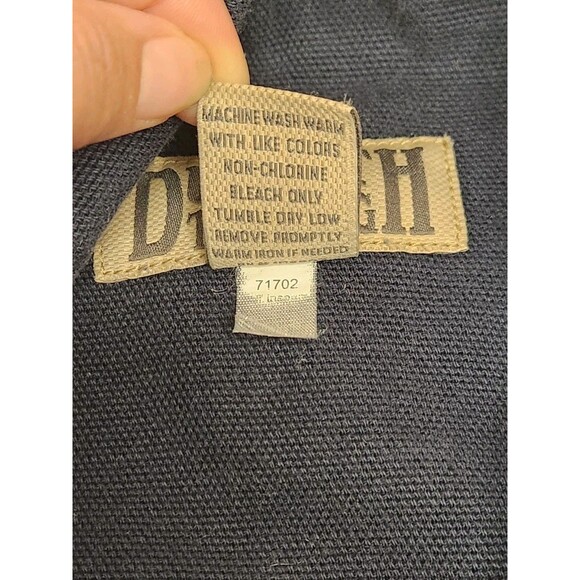 MACHINE WASH WARM
WITH LIKE COLORS
NON-CHLORINE
BLEACH ONLY
TUMBLE DRY LOW
REMOVE PROMPTLY
WARM IRON IF NEEDED
71702